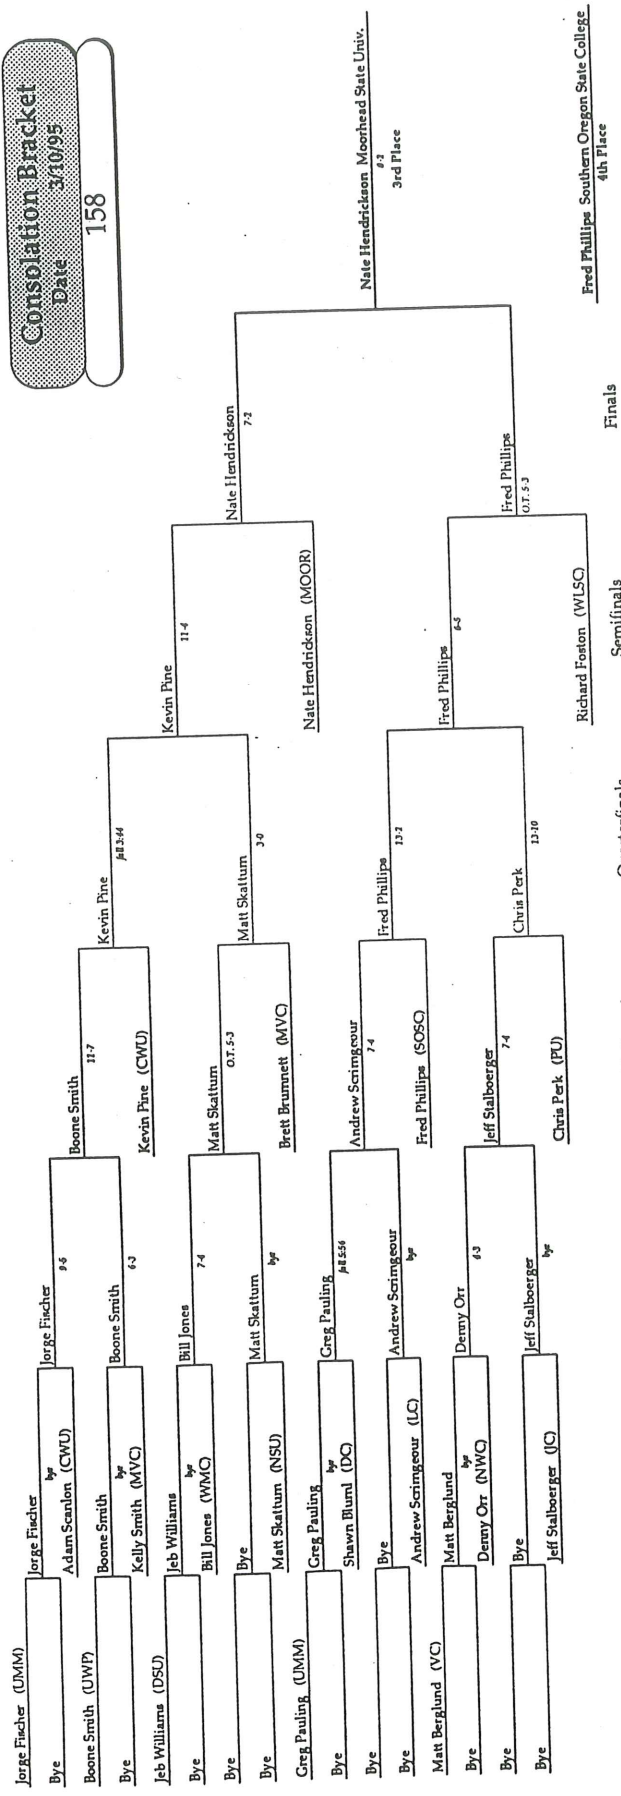 Consolation Bracket
Date 3/10/95
158
Jorge Fischer (UMM)
Bye
Boone Smith (UWP)
Bye
Jeb Williams (DSU)
Bye
Bye
Bye
Greg Pauling (UMM)
Bye
Bye
Bye
Matt Berglund (VC)
Bye
Bye
Bye
Jorge Fischer
bye
Adam Scanlon (CWU)
Boone Smith
bye
Kelly Smith (MVC)
Jeb Williams
bye
Bill Jones (WMC)
Bye
Matt Skattum (NSU)
Greg Pauling
bye
Shawn Bluml (DC)
Bye
Andrew Scrimgeour (LC)
Matt Berglund
bye
Denny Orr (NWC)
Bye
Jeff Stalboerger (JC)
Jorge Fischer
9-6
Boone Smith
6-3
Bill Jones
7-4
Matt Skattum
bye
Greg Pauling
fall 5:56
Andrew Scrimgeour
bye
Denny Orr
6-3
Jeff Stalboerger
bye
Boone Smith
11-7
Kevin Pine (CWU)
Matt Skattum
O.T. 5-3
Brett Brumnett (MVC)
Andrew Scrimgeour
7-4
Fred Phillips (SOSC)
Jeff Stalboerger
7-4
Chris Perk (PU)
Kevin Pine
fall 3:44
Matt Skattum
3-0
Fred Phillips
13-2
Chris Perk
13-10
Kevin Pine
11-4
Nate Hendrickson (MOOR)
Fred Phillips
6-5
Richard Foston (WLSC)
Semifinals
Nate Hendrickson
7-2
Fred Phillips
O.T. 5-3
Finals
Nate Hendrickson Moorhead State Univ.
3rd Place
Fred Phillips Southern Oregon State College
4th Place